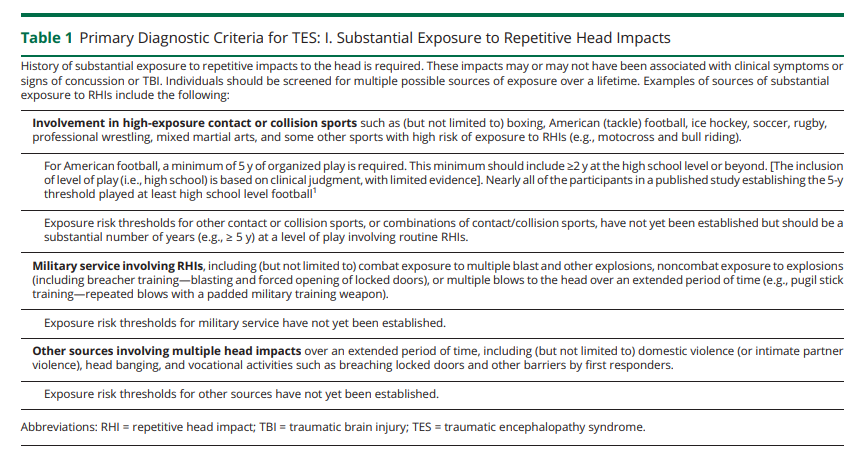 Table 1 Primary Diagnostic Criteria for TES: I. Substantial Exposure to Repetitive Head Impacts
History of substantial exposure to repetitive impacts to the head is required. These impacts may or may not have been associated with clinical symptoms or
signs of concussion or TBI. Individuals should be screened for multiple possible sources of exposure over a lifetime. Examples of sources of substantial
exposure to RHIs include the following:
Involvement in high-exposure contact or collision sports such as (but not limited to) boxing, American (tackle) football, ice hockey, soccer, rugby,
professional wrestling, mixed martial arts, and some other sports with high risk of exposure to RHIs (e.g., motocross and bull riding).
For American football, a minimum of 5 y of organized play is required. This minimum should include ≥2 y at the high school level or beyond. [The inclusion
of level of play (i.e., high school) is based on clinical judgment, with limited evidence]. Nearly all of the participants in a published study establishing the 5-y
threshold played at least high school level football¹
Exposure risk thresholds for other contact or collision sports, or combinations of contact/collision sports, have not yet been established but should be a
substantial number of years (e.g., ≥ 5 y) at a level of play involving routine RHIs.
Military service involving RHIs, including (but not limited to) combat exposure to multiple blast and other explosions, noncombat exposure to explosions
(including breacher training—blasting and forced opening of locked doors), or multiple blows to the head over an extended period of time (e.g., pugil stick
training—repeated blows with a padded military training weapon).
Exposure risk thresholds for military service have not yet been established.
Other sources involving multiple head impacts over an extended period of time, including (but not limited to) domestic violence (or intimate partner
violence), head banging, and vocational activities such as breaching locked doors and other barriers by first responders.
Exposure risk thresholds for other sources have not yet been established.
Abbreviations: RHI = repetitive head impact; TBI = traumatic brain injury; TES = traumatic encephalopathy syndrome.